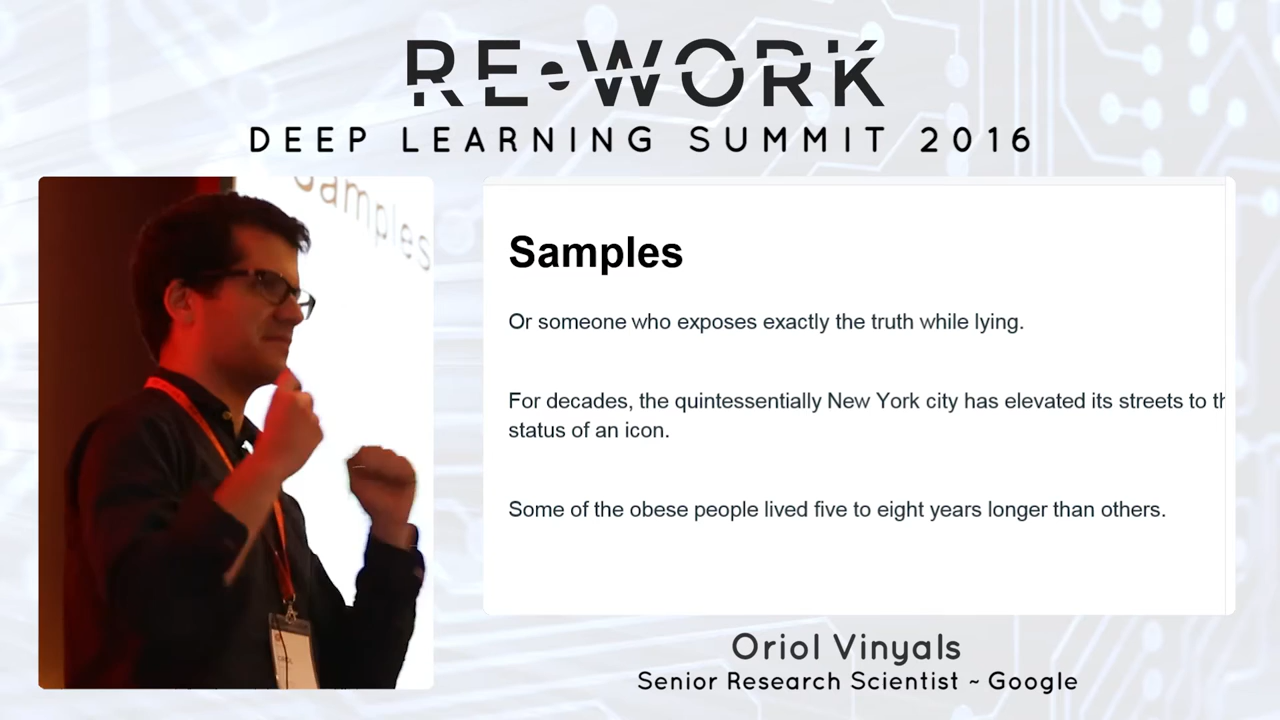 RE•WORK
DEEP LEARNING SUMMIT 2016
Samples
Samples
Or someone who exposes exactly the truth while lying.
For decades, the quintessentially New York city has elevated its streets to
status of an icon.
Some of the obese people lived five to eight years longer than others.
Oriol Vinyals
Senior Research Scientist ~ Google